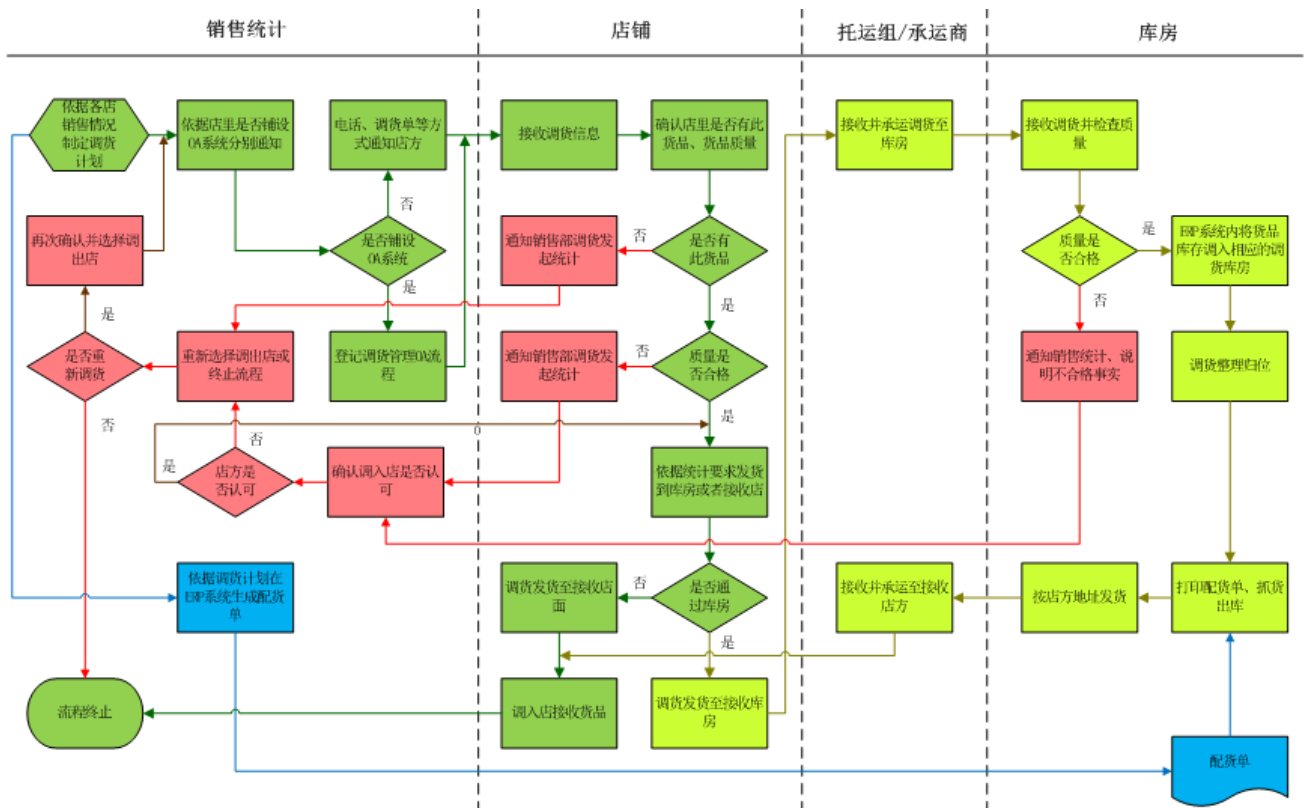 销售统计
店铺
托运组/承运商
库房
依据各店
销售情况
制定调货
计划
依据店里是否铺设
OA系统分别通知
电话、调货单等方
式通知店方
接收调货信息
确认店里是否有此
货品、货品质量
接收并承运调货至
库房
接收调货并检查质
量
否
再次确认并选择调
出店
是否铺设
OA系统
通知销售部调货发
起统计
否
是否有
此货品
质量是
否合格
是
ERP系统内将货品
库存调入相应的调
货库房
是
是
是
否
是否重
新调货
重新选择调出店或
终止流程
登记调货管理OA流
程
通知销售部调货发
起统计
否
质量是
否合格
通知销售统计、说
明不合格事实
调货整理归位
否
否
0
是
是
店方是
否认可
确认调入店是否认
可
依据统计要求发货
到库房或者接收店
依据调货计划在
ERP系统生成配货
单
调货发货至接收店
面
否
是否通
过库房
接收并承运至接收
店方
按店方地址发货
打印配货单、抓货
出库
是
流程终止
调入店接收货品
调货发货至接收库
房
配货单